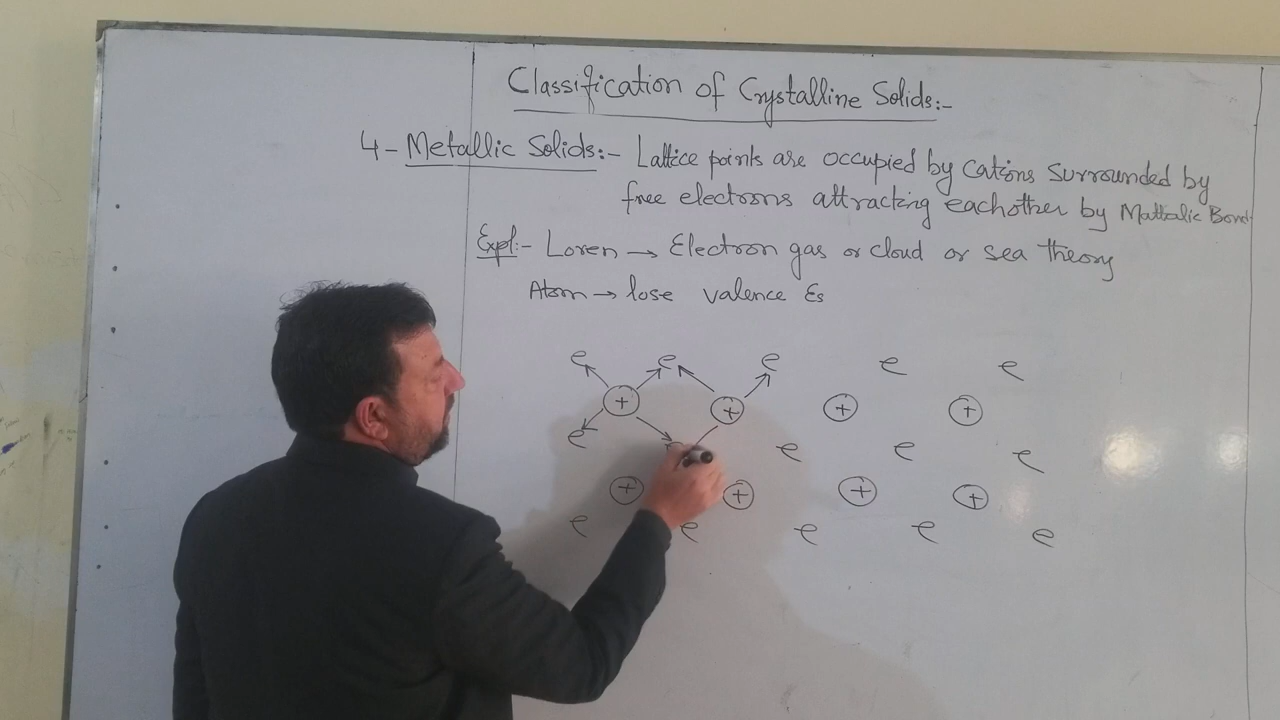 Classification of Crystalline Solids:-
4- Metallic Solids:- Lattice points are occupied by Cations surrounded by
free electrons attracting eachother by Mattalic Bond
Expl:- Loren → Electron gas or cloud or sea theory
Atom → lose valence Es
e e e e e
+ + + +
e e e e
+ + + +
e e e e e